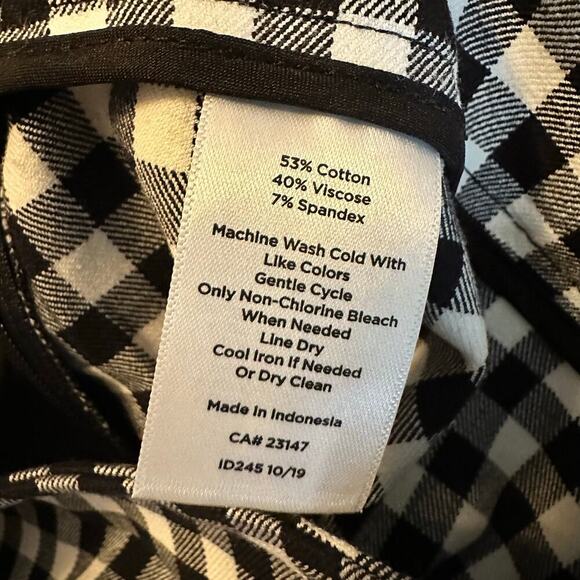 53% Cotton
40% Viscose
7% Spandex
Machine Wash Cold With
Like Colors
Gentle Cycle
Only Non-Chlorine Bleach
When Needed
Line Dry
Cool Iron If Needed
Or Dry Clean
Made In Indonesia
CA# 23147
ID245 10/19